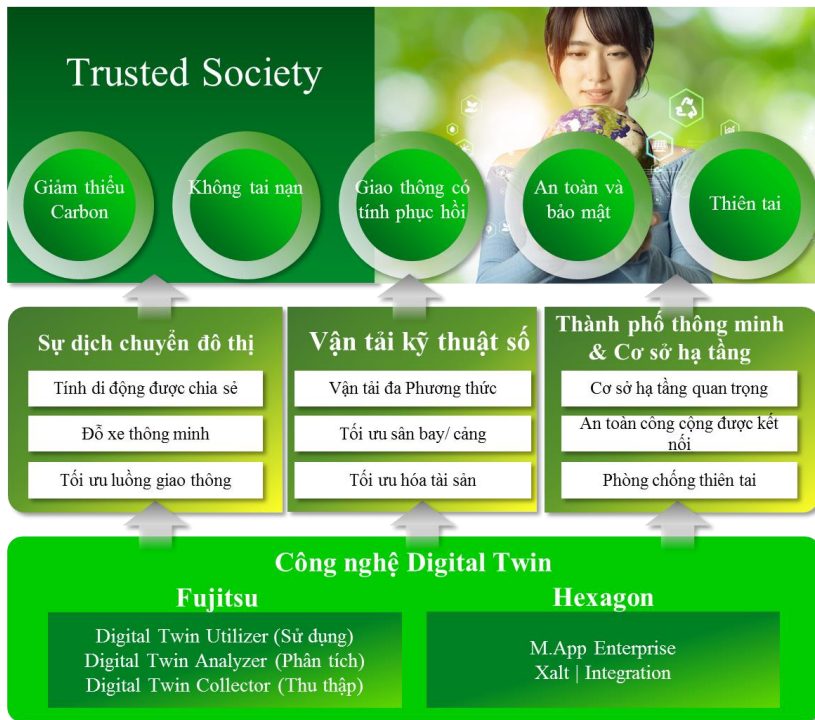 Trusted Society
Giảm thiểu
Carbon
Không tai nạn
Giao thông có
tính phục hồi
An toàn và
bảo mật
Thiên tai
Sự dịch chuyển đô thị
Tính di động được chia sẻ
Đỗ xe thông minh
Tối ưu luồng giao thông
Vận tải kỹ thuật số
Vận tải đa Phương thức
Tối ưu sân bay/ cảng
Tối ưu hóa tài sản
Thành phố thông minh
& Cơ sở hạ tầng
Cơ sở hạ tầng quan trọng
An toàn công cộng được kết
nối
Phòng chống thiên tai
Công nghệ Digital Twin
Fujitsu
Digital Twin Utilizer (Sử dụng)
Digital Twin Analyzer (Phân tích)
Digital Twin Collector (Thu thập)
Hexagon
M.App Enterprise
Xalt | Integration